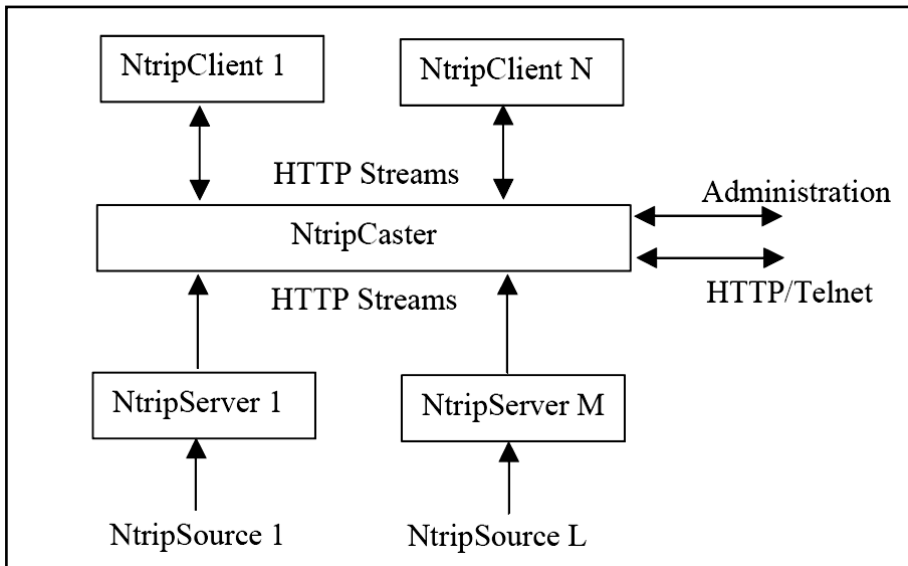 NtripClient 1
NtripClient N
HTTP Streams
Administration
NtripCaster
HTTP/Telnet
HTTP Streams
NtripServer 1
NtripServer M
NtripSource 1
NtripSource L